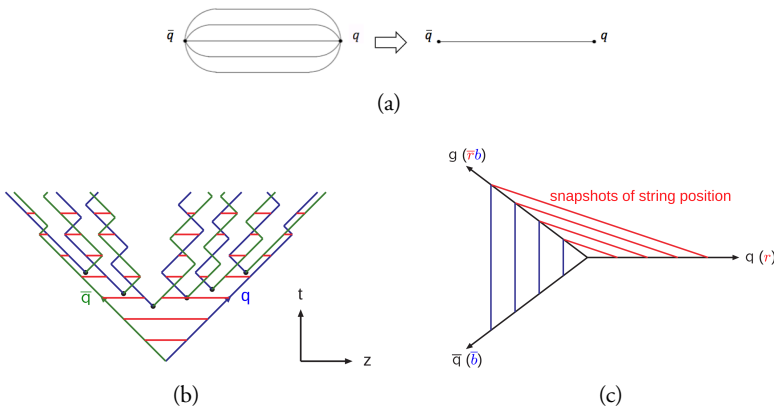 q̄ q q̄ q
(a)
g (r̄b)
snapshots of string position
q (r)
q̄ q t
z
q̄ (b̄)
(b) (c)